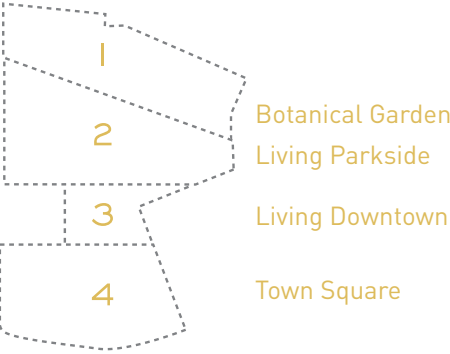 1
2
Botanical Garden
Living Parkside
3
Living Downtown
4
Town Square